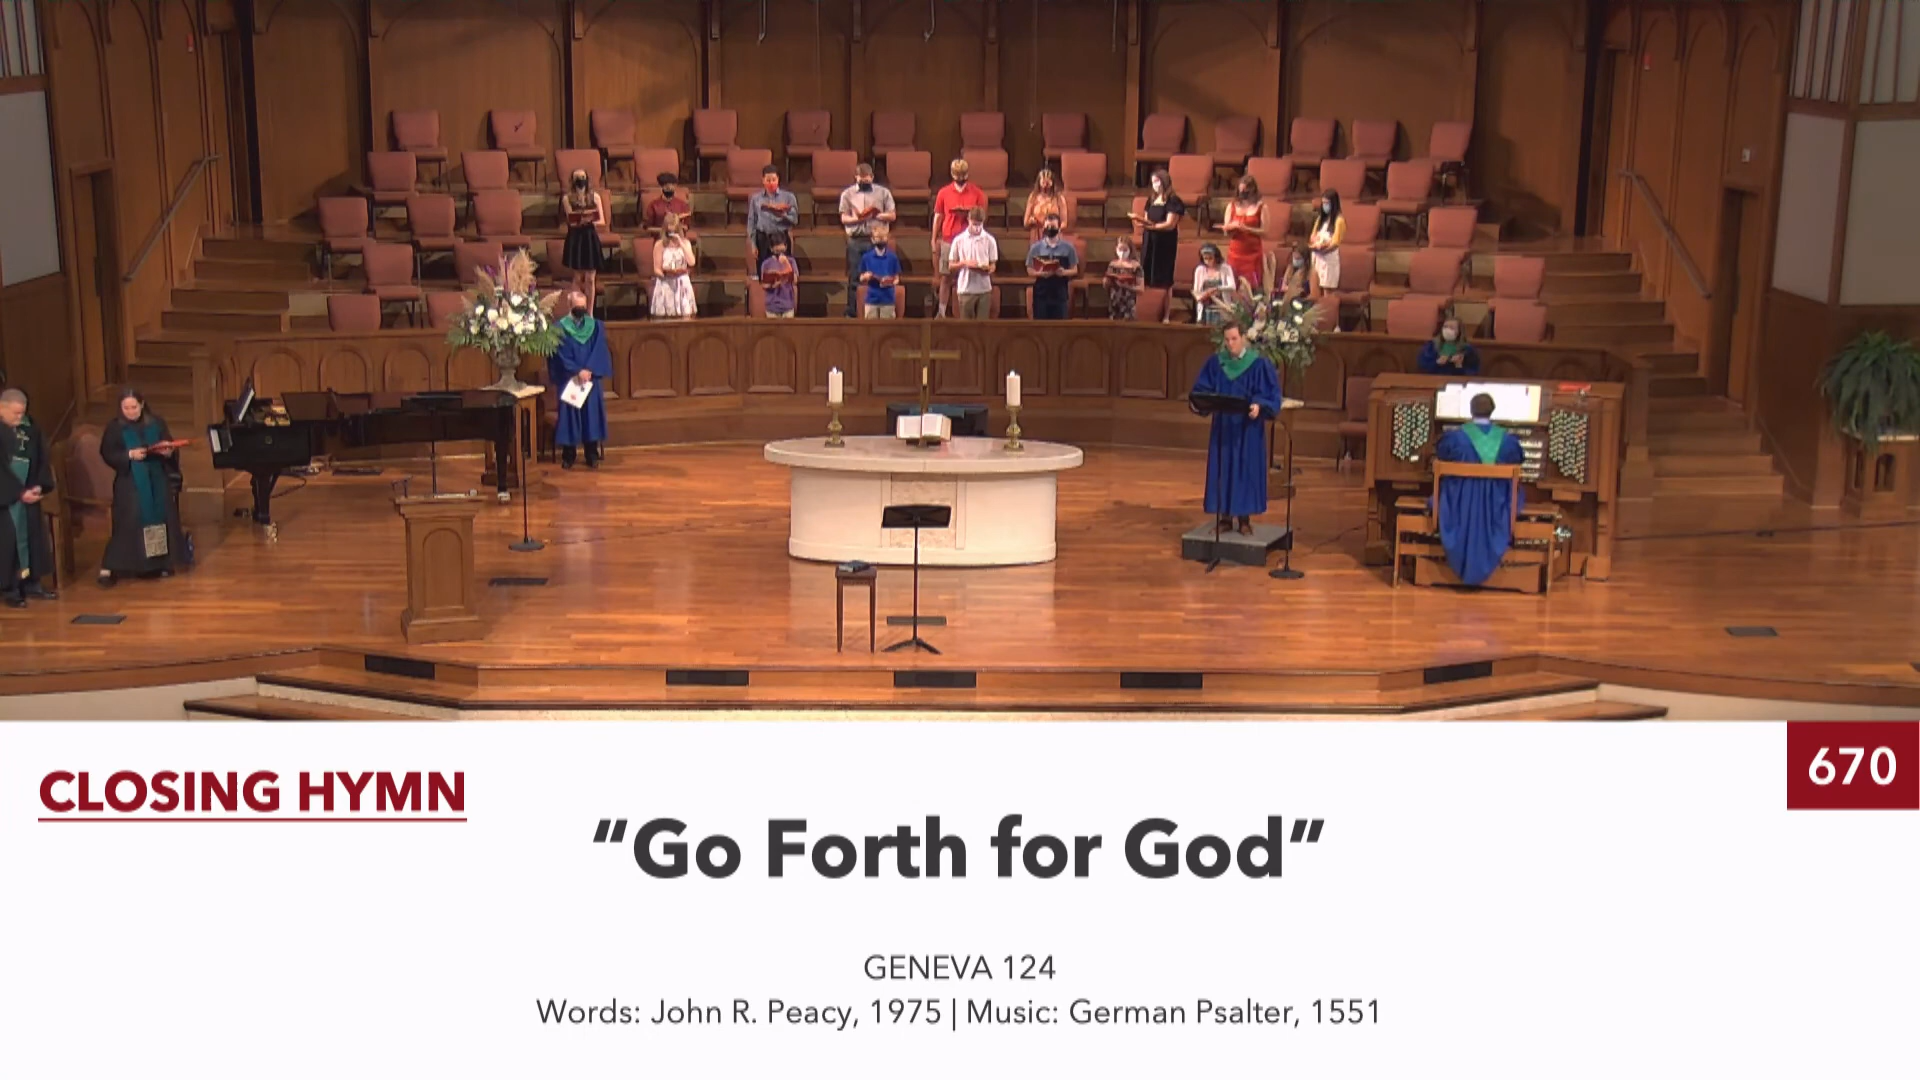 CLOSING HYMN
670
“Go Forth for God”
GENEVA 124
Words: John R. Peacy, 1975 | Music: German Psalter, 1551